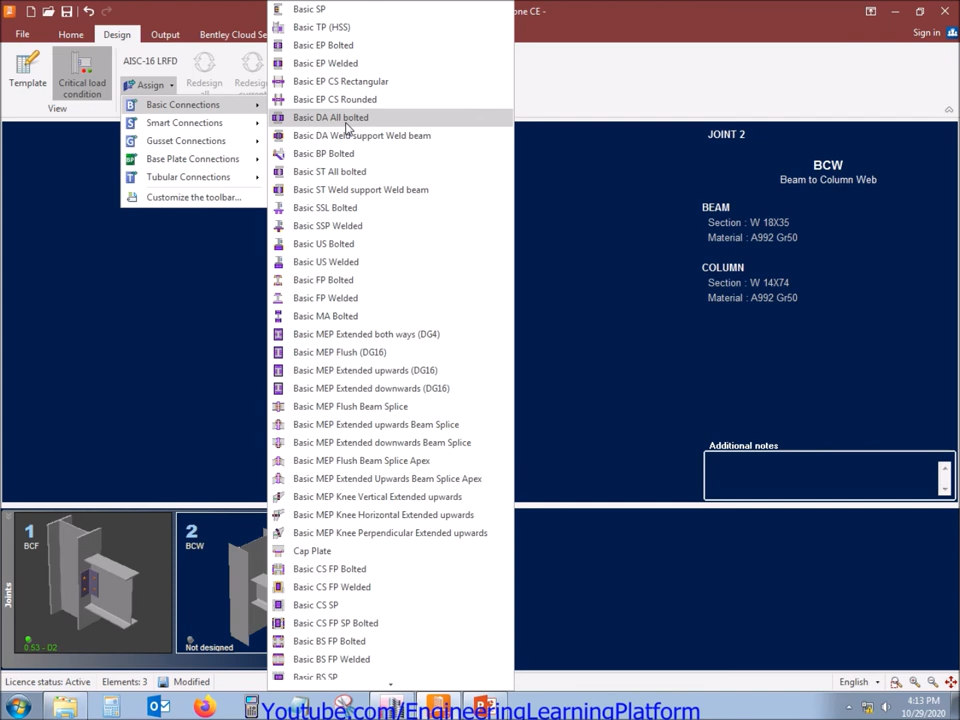 one CE -
File
Home
Design
Output
Bentley Cloud Se
Sign in
Template
Critical load
condition
View
AISC-16 LRFD
Assign
Redesign
all
Redesig
Basic Connections
Smart Connections
Gusset Connections
Base Plate Connections
Tubular Connections
Customize the toolbar...
Basic SP
Basic TP (HSS)
Basic EP Bolted
Basic EP Welded
Basic EP CS Rectangular
Basic EP CS Rounded
Basic DA All bolted
Basic DA Weld support Weld beam
Basic BP Bolted
Basic ST All bolted
Basic ST Weld support Weld beam
Basic SSL Bolted
Basic SSP Welded
Basic US Bolted
Basic US Welded
Basic FP Bolted
Basic FP Welded
Basic MA Bolted
Basic MEP Extended both ways (DG4)
Basic MEP Flush (DG16)
Basic MEP Extended upwards (DG16)
Basic MEP Extended downwards (DG16)
Basic MEP Flush Beam Splice
Basic MEP Extended upwards Beam Splice
Basic MEP Extended downwards Beam Splice
Basic MEP Flush Beam Splice Apex
Basic MEP Extended Upwards Beam Splice Apex
Basic MEP Knee Vertical Extended upwards
Basic MEP Knee Horizontal Extended upwards
Basic MEP Knee Perpendicular Extended upwards
Cap Plate
Basic CS FP Bolted
Basic CS FP Welded
Basic CS SP
Basic CS FP SP Bolted
Basic BS FP Bolted
Basic BS FP Welded
Basic BS SP
JOINT 2
BCW
Beam to Column Web
BEAM
Section : W 18X35
Material : A992 Gr50
COLUMN
Section : W 14X74
Material : A992 Gr50
Additional notes
Joints
1
BCF
0.53 - D2
2
BCW
Not designed
Licence status: Active
Elements: 3
Modified
English
4:13 PM
10/29/2020
Youtube.com/EngineeringLearningPlatform